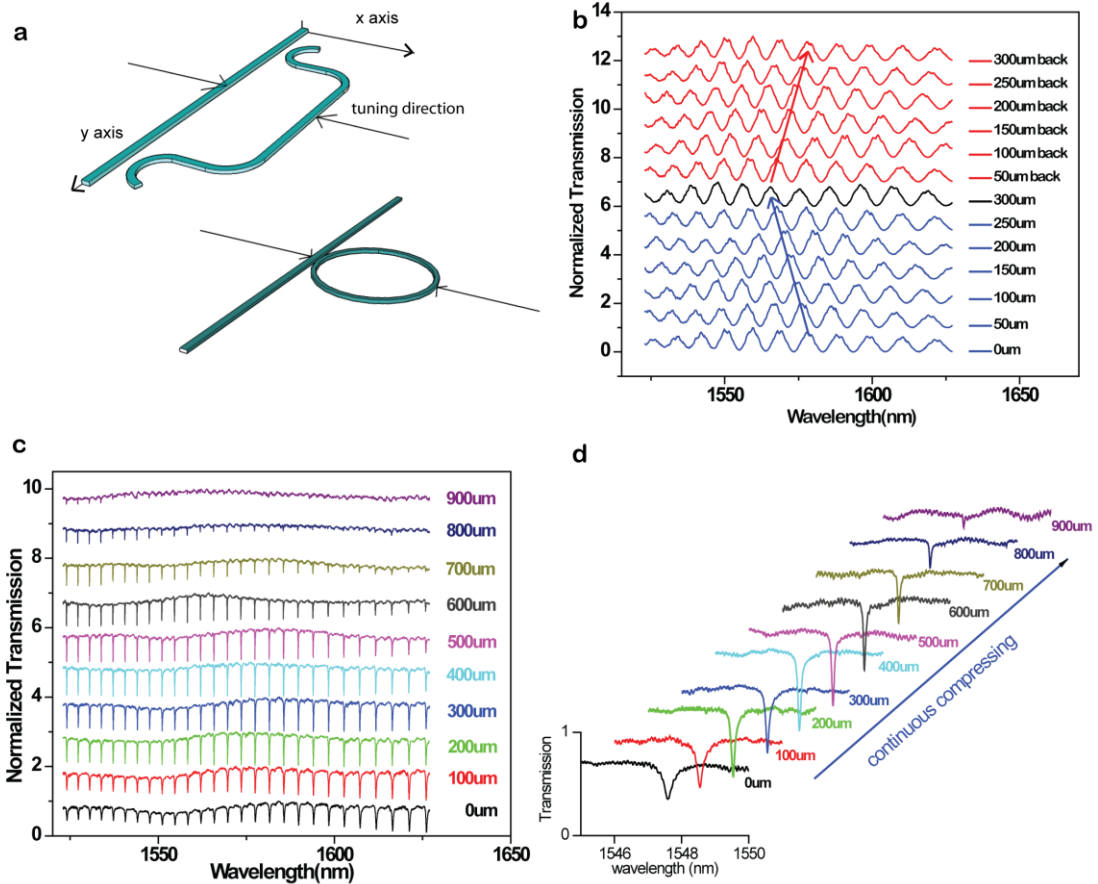 a
x axis
tuning direction
y axis
b
Normalized Transmission
14
12
10
8
6
4
2
0
300um back
250um back
200um back
150um back
100um back
50um back
300um
250um
200um
150um
100um
50um
0um
1550
1600
1650
Wavelength(nm)
c
Normalized Transmission
10
8
6
4
2
0
900um
800um
700um
600um
500um
400um
300um
200um
100um
0um
1550
1600
1650
Wavelength(nm)
d
900um
800um
700um
600um
500um
400um
300um
200um
100um
0um
continuous compressing
Transmission
1
0
1546
1548
1550
wavelength (nm)